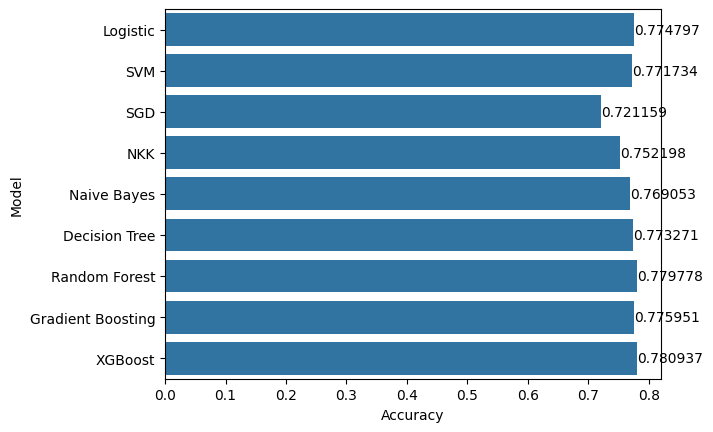 Logistic 0.774797
SVM 0.771734
SGD 0.721159
NKK 0.752198
Naive Bayes 0.769053
Decision Tree 0.773271
Random Forest 0.779778
Gradient Boosting 0.775951
XGBoost 0.780937
Model
0.0 0.1 0.2 0.3 0.4 0.5 0.6 0.7 0.8
Accuracy